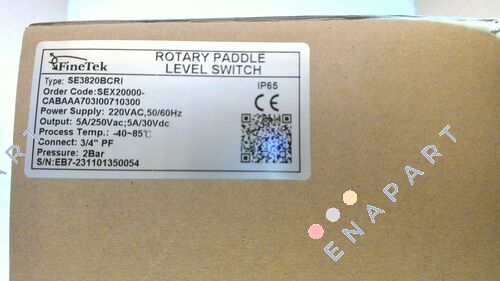 FineTek
ROTARY PADDLE
LEVEL SWITCH
Type: SE3820BCRI
Order Code:SEX20000-
CABAAA703I00710300
Power Supply: 220VAC,50/60Hz
Output: 5A/250Vac;5A/30Vdc
Process Temp.: -40~85℃
Connect: 3/4" PF
Pressure: 2Bar
S/N:EB7-231101350054
IP65
ENAPART